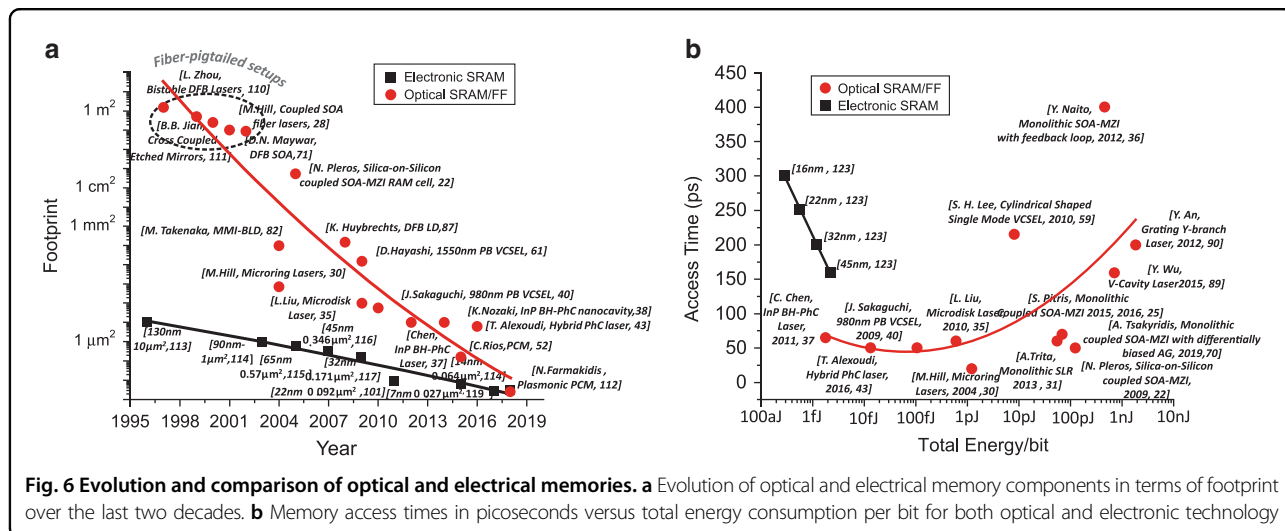 a
Fiber-pigtailed setups
Electronic SRAM
Optical SRAM/FF
[L. Zhou,
Bistable DFB Lasers, 110]
[M.Hill, Coupled SOA
fiber lasers, 28]
[B.B. Jian,
Cross Coupled
Etched Mirrors, 111]
[D.N. Maywar,
DFB SOA,71]
[N. Pleros, Silica-on-Silicon
coupled SOA-MZI RAM cell, 22]
[K. Huybrechts, DFB LD,87]
[M. Takenaka, MMI-BLD, 82]
[D.Hayashi, 1550nm PB VCSEL, 61]
[M.Hill, Microring Lasers, 30]
[L.Liu, Microdisk
Laser, 35]
[J.Sakaguchi, 980nm PB VCSEL, 40]
[K.Nozaki, InP BH-PhC nanocavity,38]
[T. Alexoudi, Hybrid PhC laser, 43]
[Chen,
InP BH-PhC
Laser, 37]
[C.Rios,PCM, 52]
[130nm
10μm²,113]
[90nm-
1μm²,114]
[65nm
0.57μm²,115]
[45nm
0.346μm²,116]
[32nm
0.171μm²,117]
[22nm 0.092μm²,101]
[14nm
0.064μm²,114]
[7nm 0.027μm²,119
[N.Farmakidis,
Plasmonic PCM, 112]
1 m²
1 cm²
1 mm²
1 μm²
Footprint
1995 1998 2001 2004 2007 2010 2013 2016 2019
Year
b
Optical SRAM/FF
Electronic SRAM
450
400
350
300
250
200
150
100
50
0
Access Time (ps)
[Y. Naito,
Monolithic SOA-MZI
with feedback loop, 2012, 36]
[16nm, 123]
[22nm, 123]
[32nm, 123]
[45nm, 123]
[S. H. Lee, Cylindrical Shaped
Single Mode VCSEL, 2010, 59]
[Y. An,
Grating Y-branch
Laser, 2012, 90]
[Y. Wu,
V-Cavity Laser2015, 89]
[C. Chen,
InP BH-PhC
Laser,
2011, 37
[J. Sakaguchi,
980nm PB VCSEL,
2009, 40]
[L. Liu,
Microdisk Laser,
2010, 35]
[S. Pitris, Monolithic
Coupled SOA-MZI 2015, 2016, 25]
[A. Tsakyridis, Monolithic
coupled SOA-MZI with differentially
biased AG, 2019,70]
[T. Alexoudi,
Hybrid PhC laser,
2016, 43]
[M.Hill, Microring
Lasers, 2004 ,30]
[A.Trita,
Monolithic SLR
2013 , 31]
[N. Pleros, Silica-on-Silicon
coupled SOA-MZI,
2009, 22]
100aJ 1fJ 10fJ 100fJ 1pJ 10pJ 100pJ 1nJ 10nJ
Total Energy/bit
Fig. 6 Evolution and comparison of optical and electrical memories. a Evolution of optical and electrical memory components in terms of footprint
over the last two decades. b Memory access times in picoseconds versus total energy consumption per bit for both optical and electronic technology